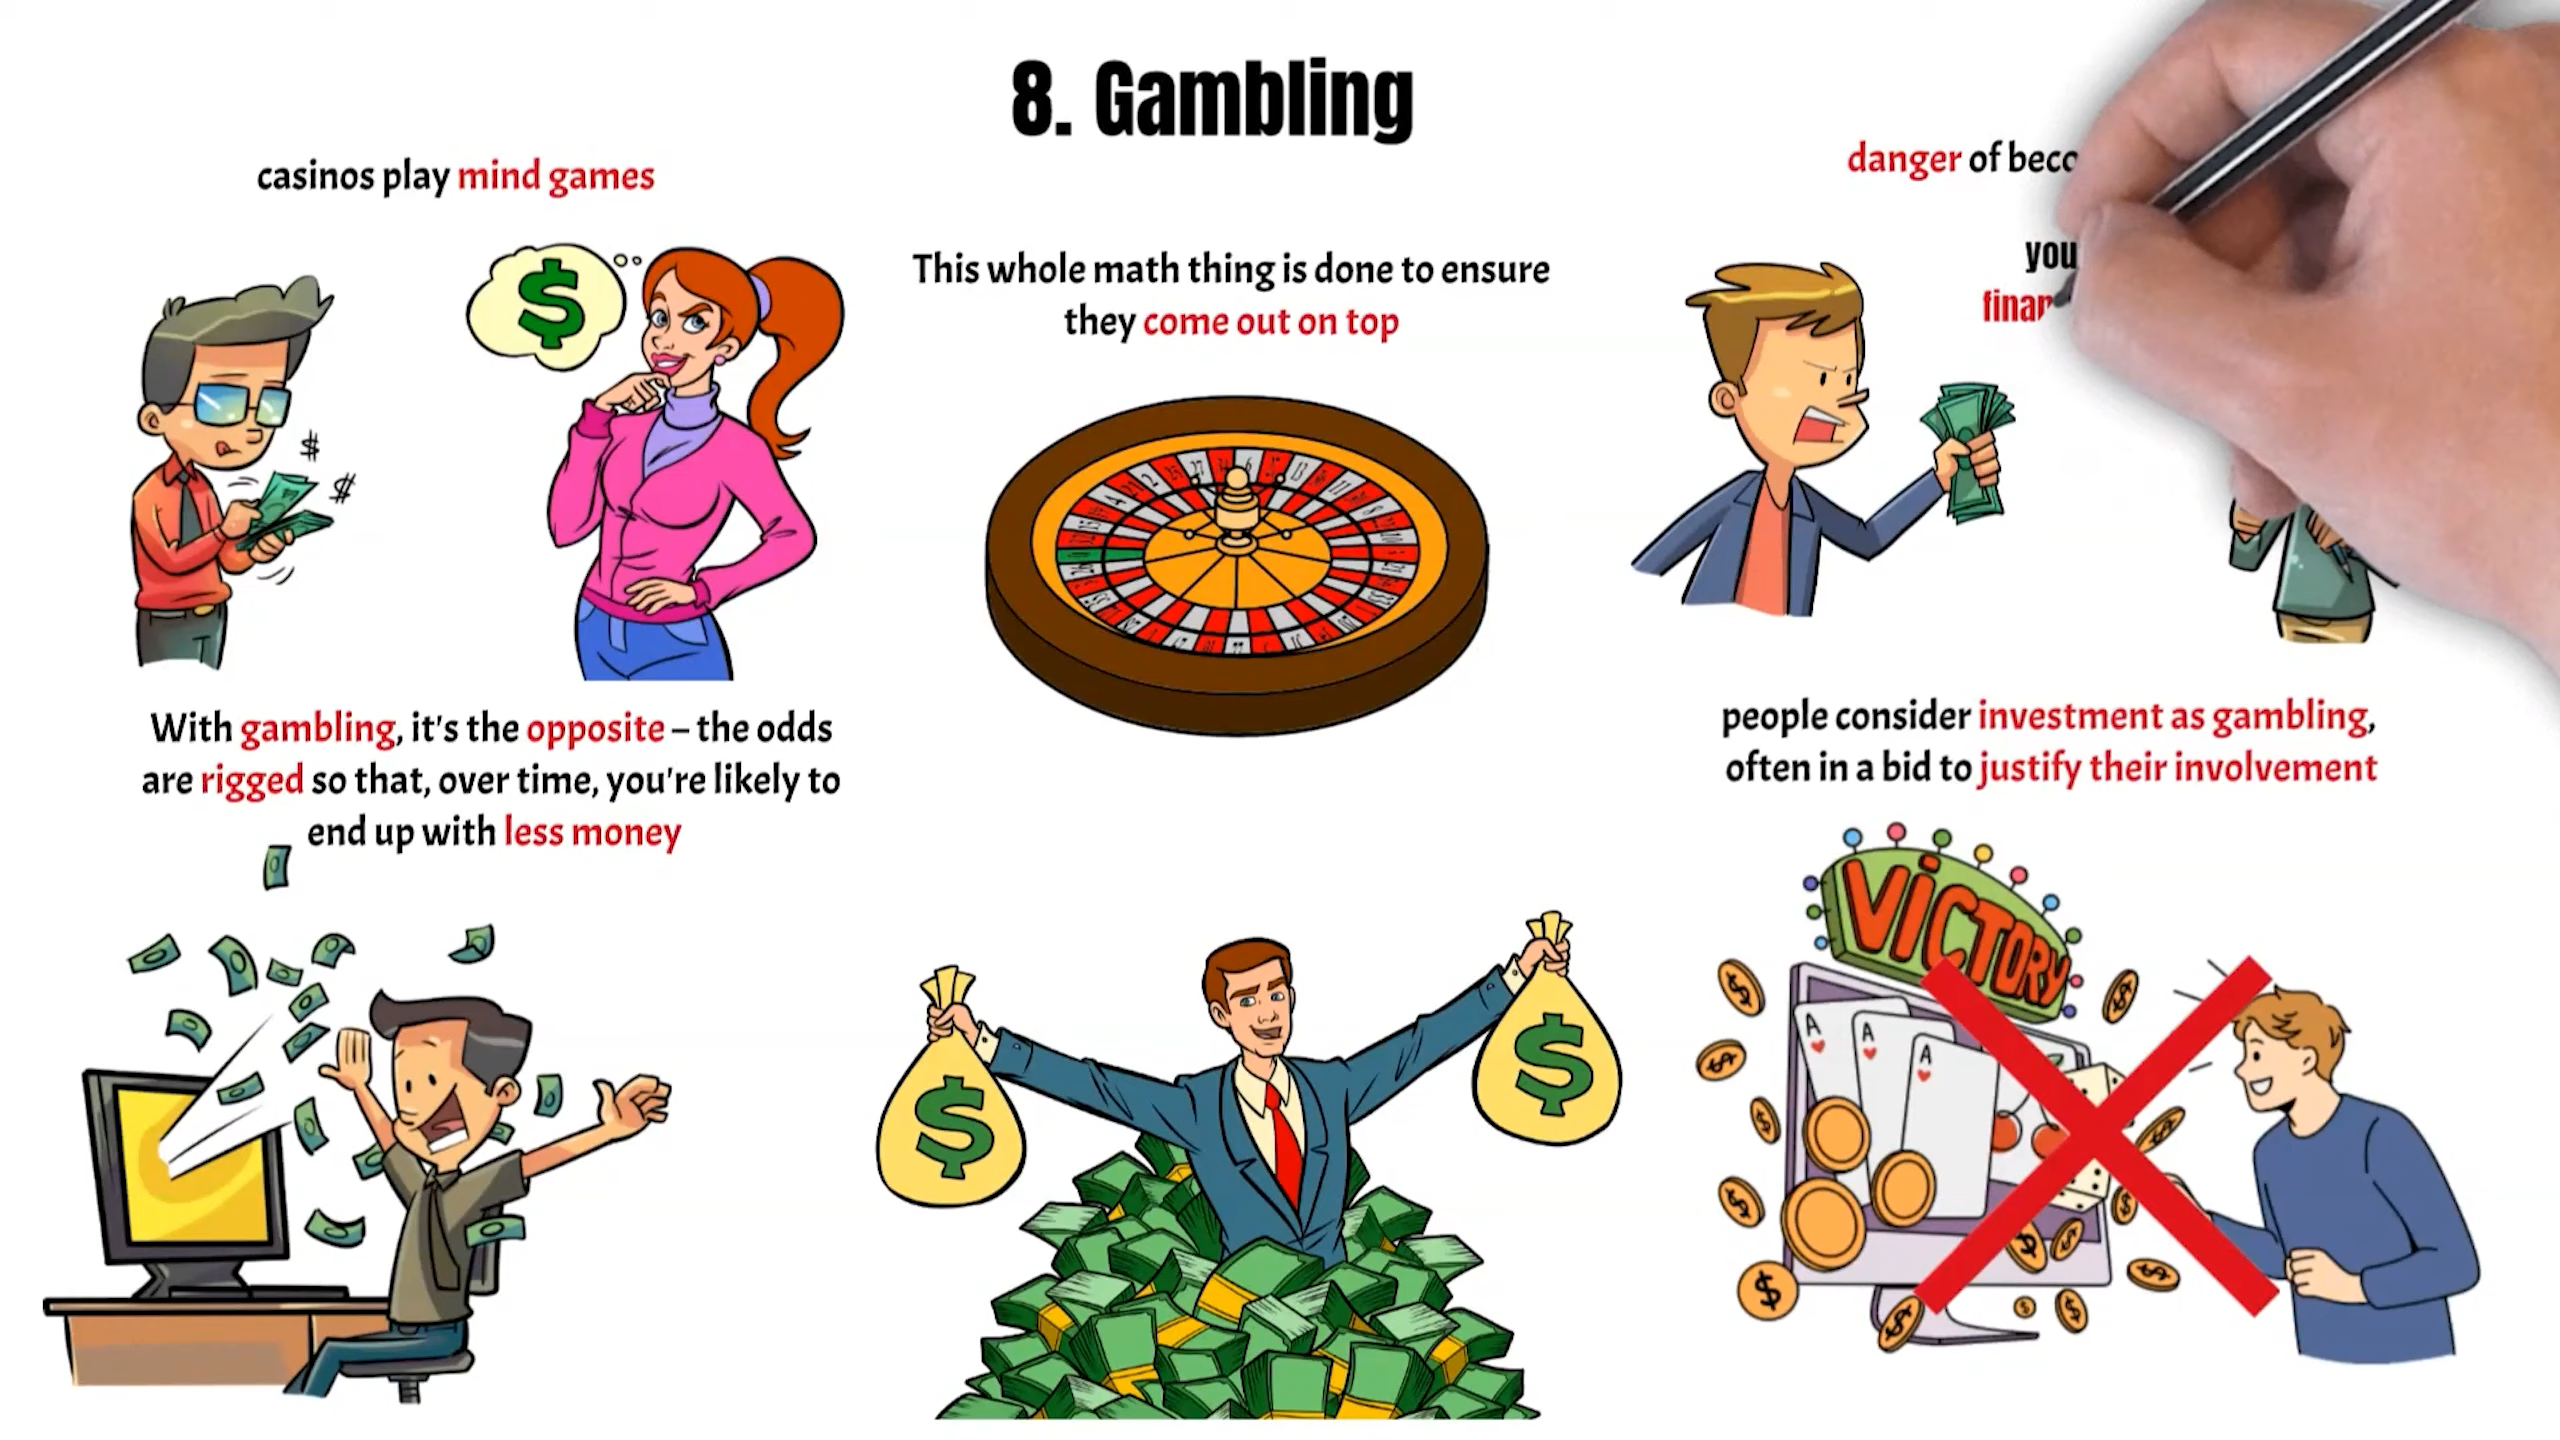 8. Gambling
casinos play mind games
This whole math thing is done to ensure
they come out on top
danger of
you
With gambling, it's the opposite – the odds
are rigged so that, over time, you're likely to
end up with less money
people consider investment as gambling,
often in a bid to justify their involvement
VICTORY
A
A
A